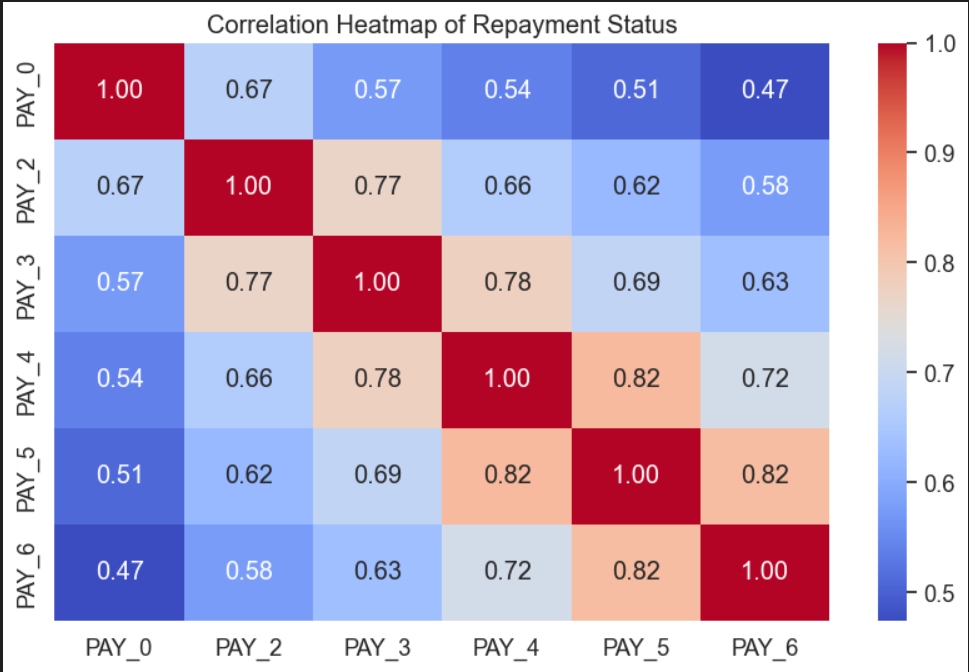 Correlation Heatmap of Repayment Status
PAY_0 1.00 0.67 0.57 0.54 0.51 0.47
PAY_2 0.67 1.00 0.77 0.66 0.62 0.58
PAY_3 0.57 0.77 1.00 0.78 0.69 0.63
PAY_4 0.54 0.66 0.78 1.00 0.82 0.72
PAY_5 0.51 0.62 0.69 0.82 1.00 0.82
PAY_6 0.47 0.58 0.63 0.72 0.82 1.00
PAY_0 PAY_2 PAY_3 PAY_4 PAY_5 PAY_6
1.0
0.9
0.8
0.7
0.6
0.5